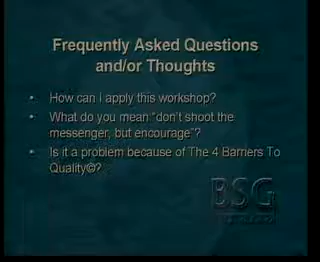 Frequently Asked Questions
and/or Thoughts
• How can I apply this workshop?
• What do you mean "don't shoot the
messenger, but encourage"?
• Is it a problem because of The 4 Barriers To
Quality©?
BSG